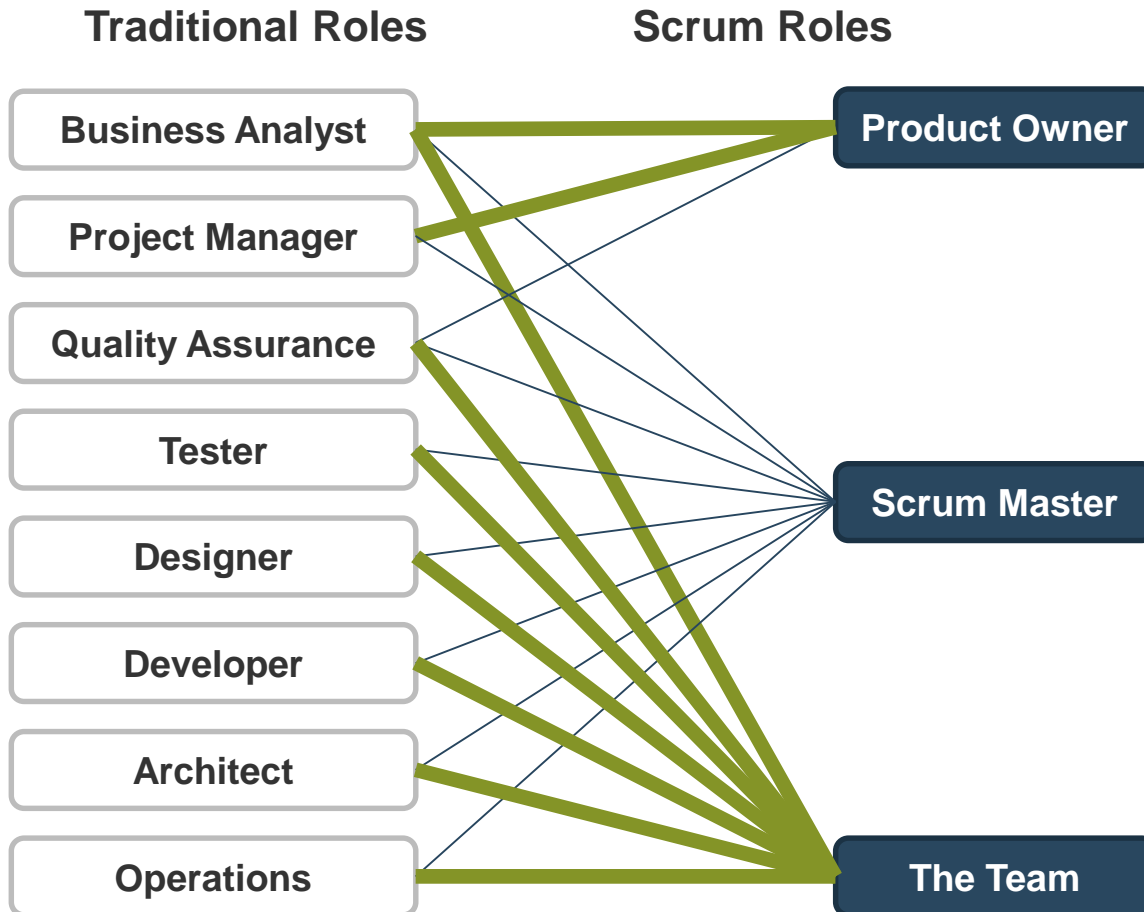 Traditional Roles
Scrum Roles
Business Analyst
Product Owner
Project Manager
Quality Assurance
Tester
Scrum Master
Designer
Developer
Architect
Operations
The Team